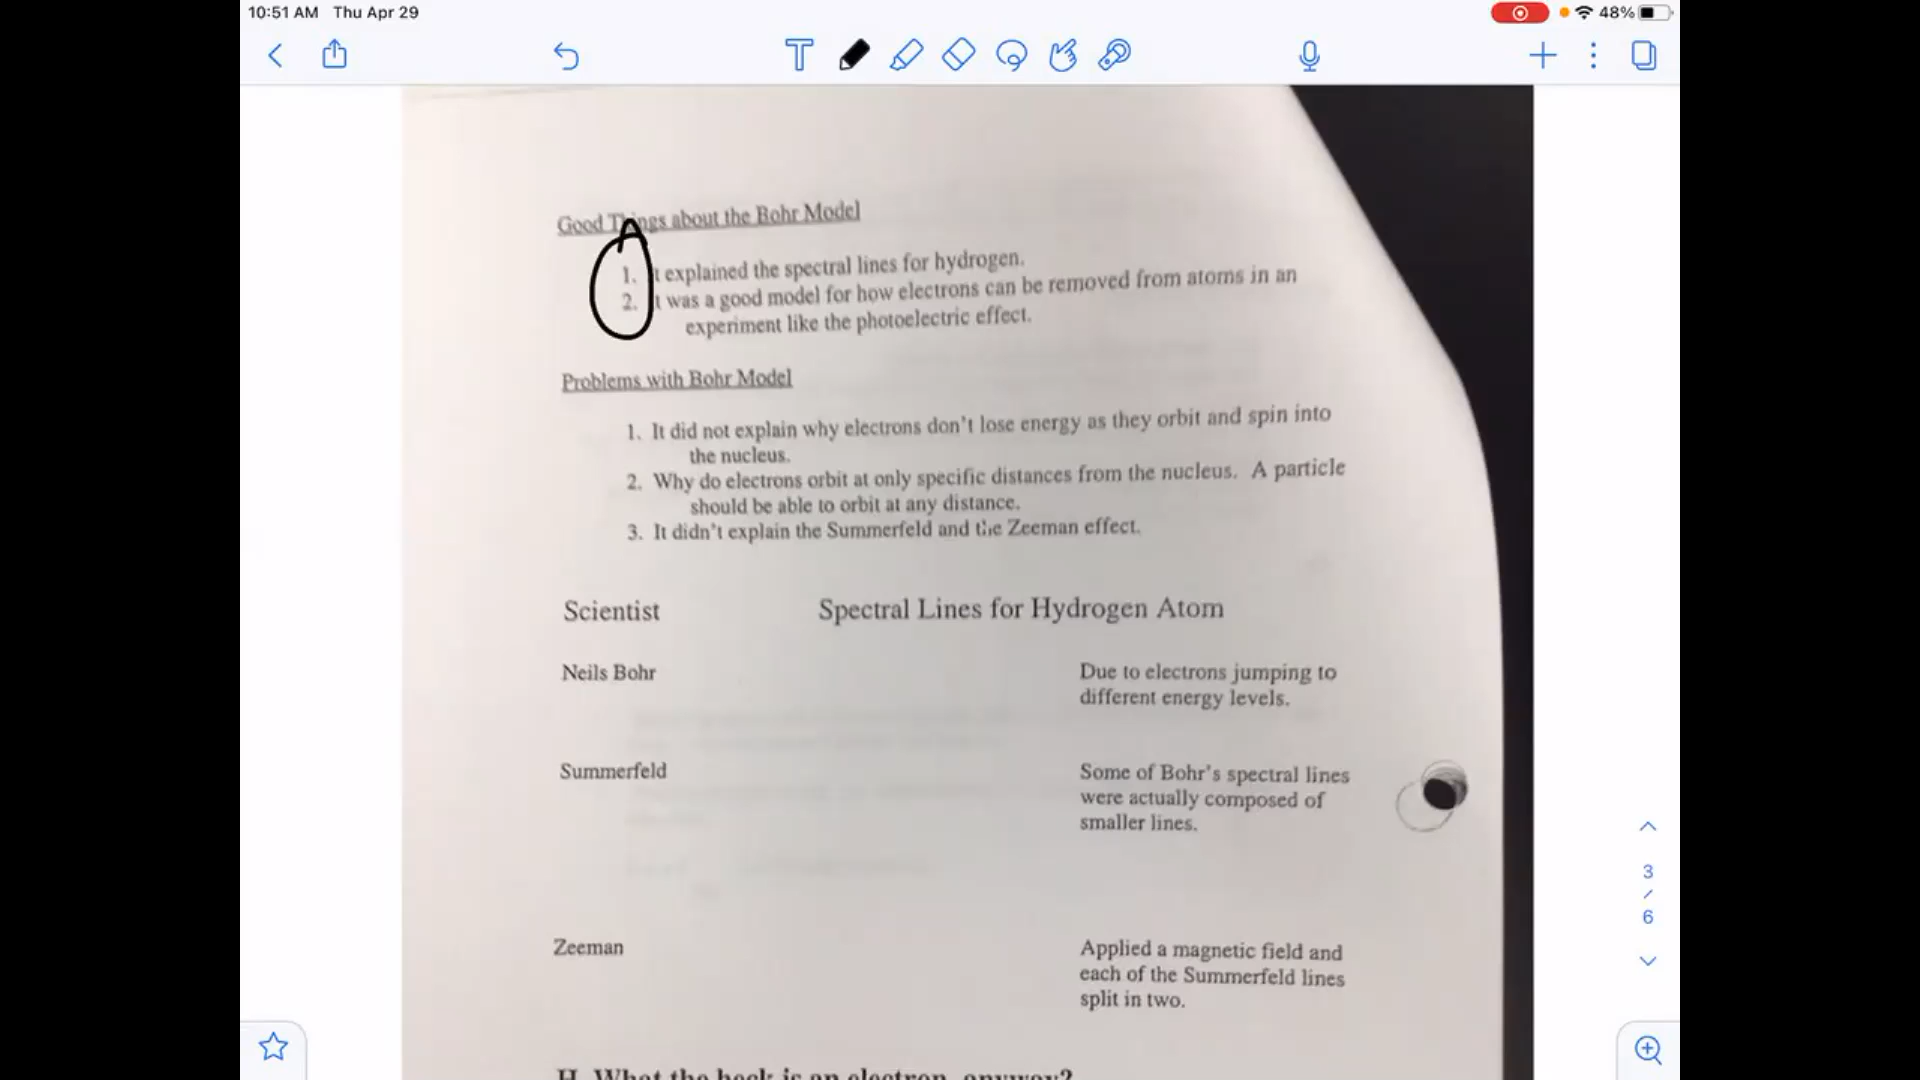 10:51 AM Thu Apr 29
48%
Good Things about the Bohr Model
1. It explained the spectral lines for hydrogen.
2. It was a good model for how electrons can be removed from atoms in an
experiment like the photoelectric effect.
Problems with Bohr Model
1. It did not explain why electrons don't lose energy as they orbit and spin into
the nucleus.
2. Why do electrons orbit at only specific distances from the nucleus. A particle
should be able to orbit at any distance.
3. It didn't explain the Summerfeld and the Zeeman effect.
Scientist Spectral Lines for Hydrogen Atom
Neils Bohr Due to electrons jumping to
different energy levels.
Summerfeld Some of Bohr's spectral lines
were actually composed of
smaller lines.
Zeeman Applied a magnetic field and
each of the Summerfeld lines
split in two.
H. What the heck is an electron, anyway?
3
/
6